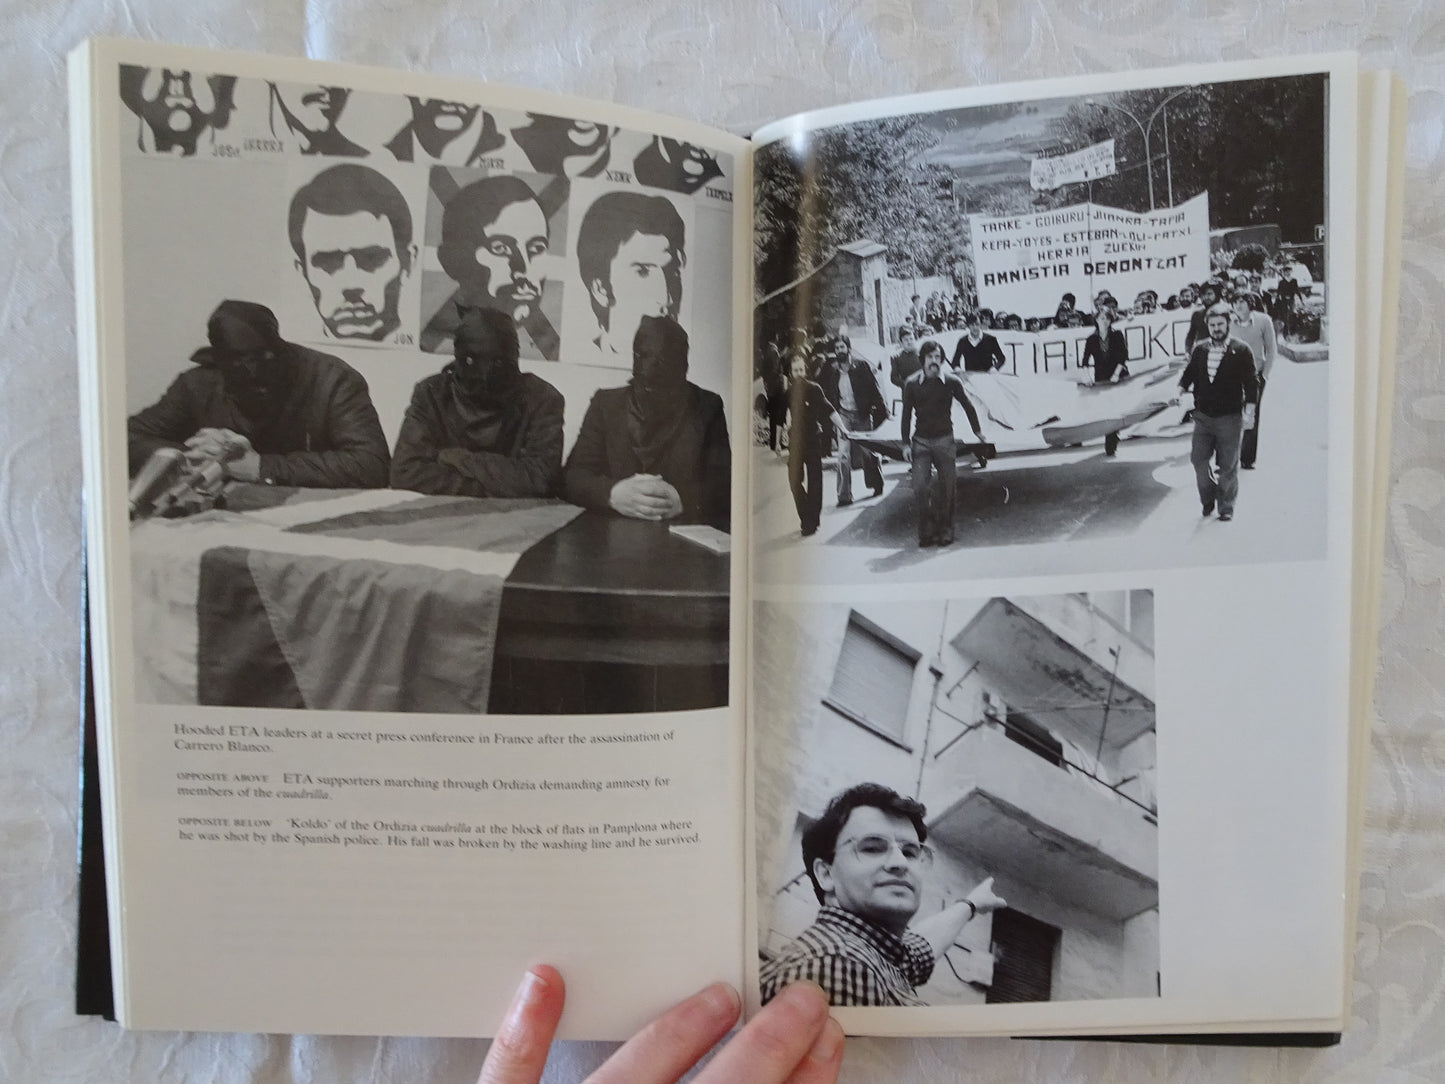 JON
Hooded ETA leaders at a secret press conference in France after the assassination of
Carrero Blanco.
OPPOSITE ABOVE ETA supporters marching through Ordizia demanding amnesty for
members of the cuadrilla.
OPPOSITE BELOW 'Koldo' of the Ordizia cuadrilla at the block of flats in Pamplona where
he was shot by the Spanish police. His fall was broken by the washing line and he survived.
TANKE - GOIBURU - JUANRA - TAPIA
KEPA - YOYES - ESTEBAN - LOLI - PATXI
HERRIA ZUEKIN
AMNISTIA DENONTZAT